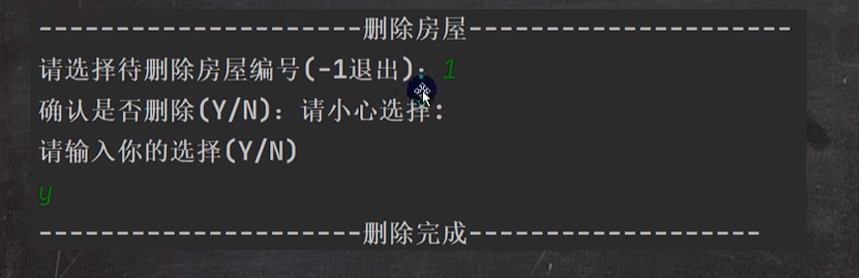 ----------------------删除房屋----------------------
请选择待删除房屋编号(-1退出)：1
确认是否删除(Y/N)：请小心选择:
请输入你的选择(Y/N)
y
----------------------删除完成--------------------